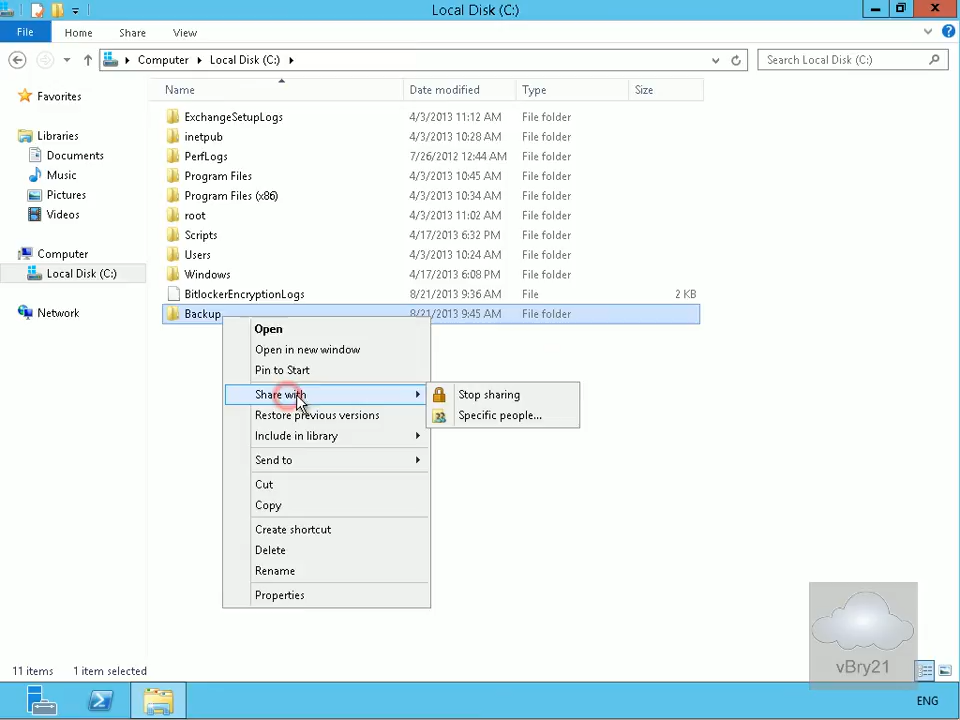 Local Disk (C:)
File Home Share View
Computer Local Disk (C:) Search Local Disk (C:)
Name Date modified Type Size
Favorites
Libraries
Documents
Music
Pictures
Videos
Computer
Local Disk (C:)
Network
ExchangeSetupLogs 4/3/2013 11:12 AM File folder
inetpub 4/3/2013 10:28 AM File folder
PerfLogs 7/26/2012 12:44 AM File folder
Program Files 4/3/2013 10:45 AM File folder
Program Files (x86) 4/3/2013 10:34 AM File folder
root 4/3/2013 11:02 AM File folder
Scripts 4/17/2013 6:32 PM File folder
Users 4/3/2013 10:24 AM File folder
Windows 4/17/2013 6:08 PM File folder
BitlockerEncryptionLogs 8/21/2013 9:36 AM File 2 KB
Backup 8/21/2013 9:45 AM File folder
Open
Open in new window
Pin to Start
Share with
Restore previous versions
Include in library
Send to
Cut
Copy
Create shortcut
Delete
Rename
Properties
Stop sharing
Specific people...
vBry21
11 items 1 item selected
ENG